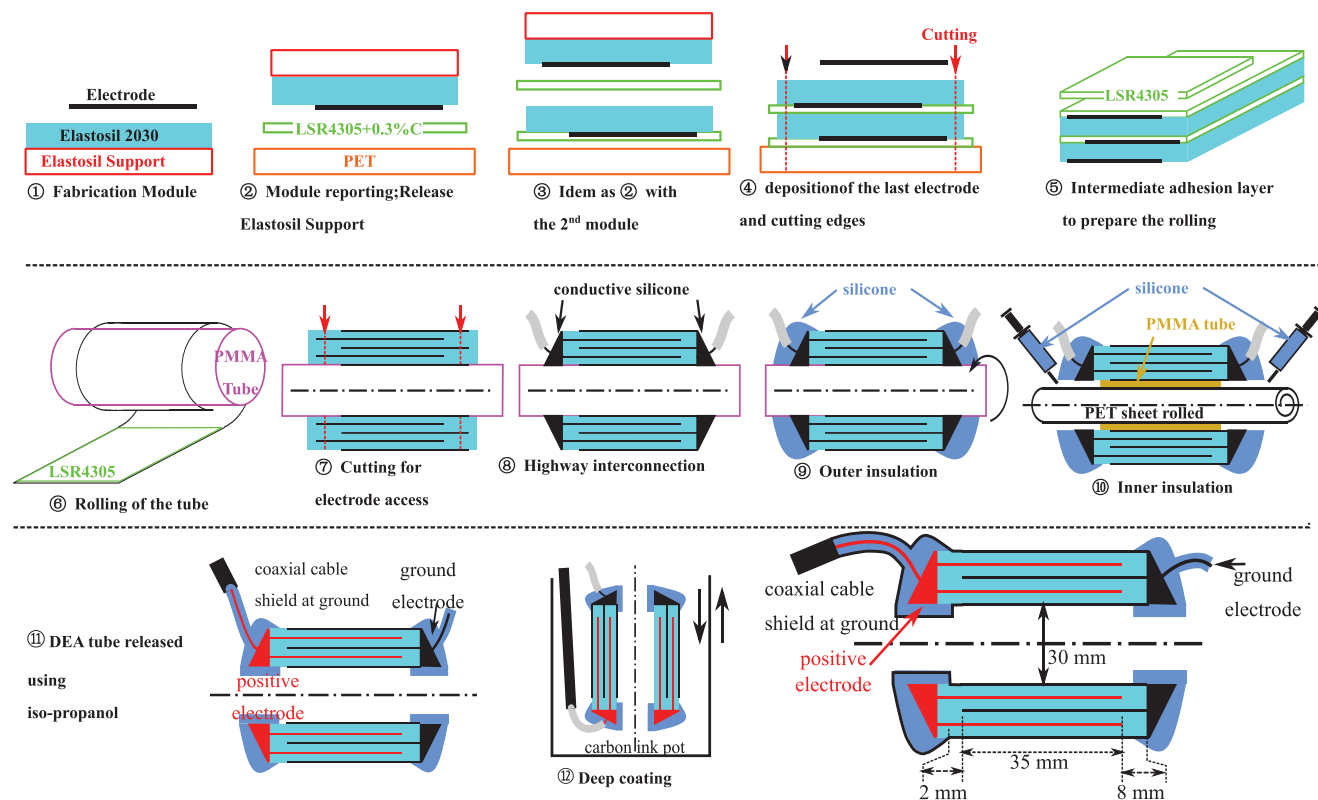 Electrode
Elastosil 2030
Elastosil Support
① Fabrication Module
LSR4305+0.3%C
PET
② Module reporting;Release
Elastosil Support
③ Idem as ② with
the 2nd module
Cutting
④ depositionof the last electrode
and cutting edges
LSR4305
⑤ Intermediate adhesion layer
to prepare the rolling
PMMA
Tube
LSR4305
⑥ Rolling of the tube
⑦ Cutting for
electrode access
conductive silicone
⑧ Highway interconnection
silicone
⑨ Outer insulation
silicone
PMMA tube
PET sheet rolled
⑩ Inner insulation
⑪ DEA tube released
using
iso-propanol
coaxial cable
shield at ground
ground
electrode
positive
electrode
carbon ink pot
⑫ Deep coating
coaxial cable
shield at ground
positive
electrode
ground
electrode
30 mm
35 mm
2 mm
8 mm